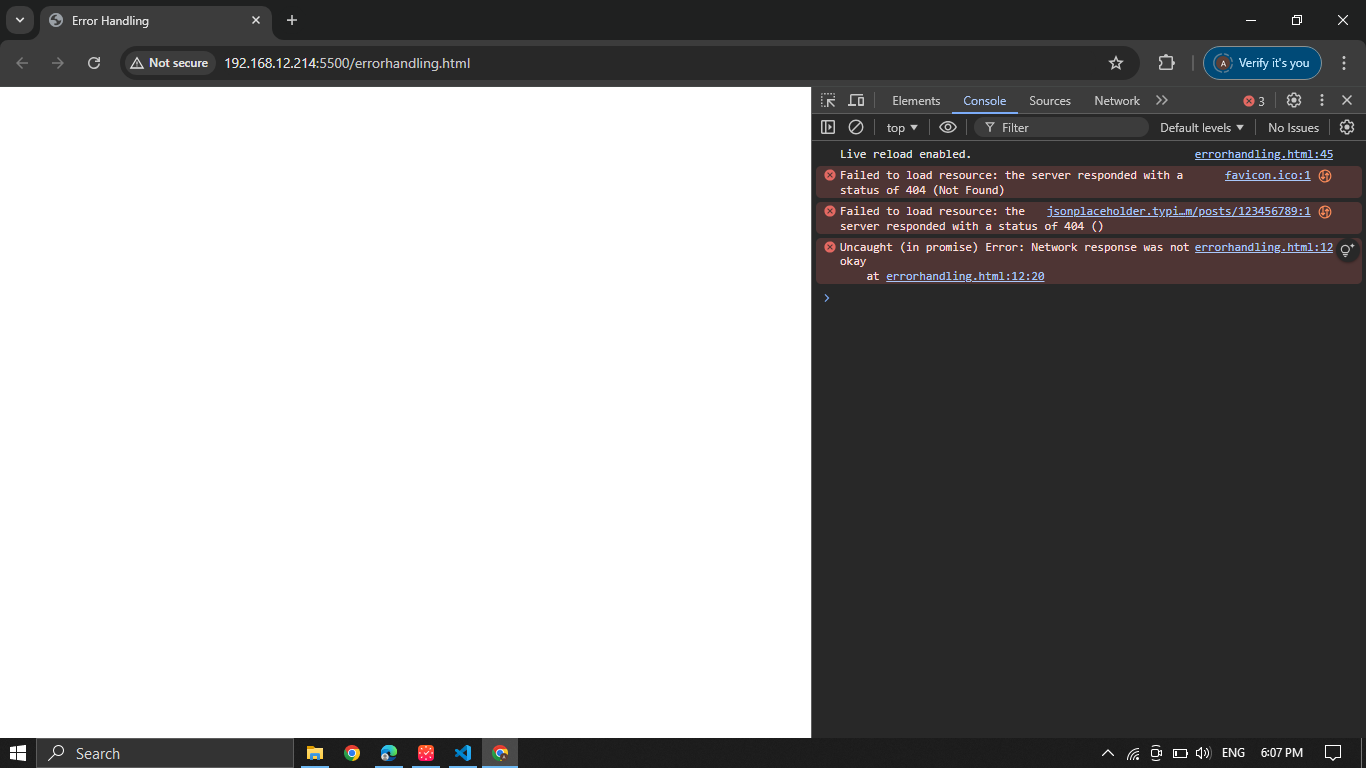 Error Handling
Not secure 192.168.12.214:5500/errorhandling.html
A Verify it's you
Elements Console Sources Network 3
top Filter Default levels No Issues
Live reload enabled. errorhandling.html:45
Failed to load resource: the server responded with a favicon.ico:1
status of 404 (Not Found)
Failed to load resource: the jsonplaceholder.typi…m/posts/123456789:1
server responded with a status of 404 ()
Uncaught (in promise) Error: Network response was not errorhandling.html:12
okay
at errorhandling.html:12:20
Search ENG 6:07 PM